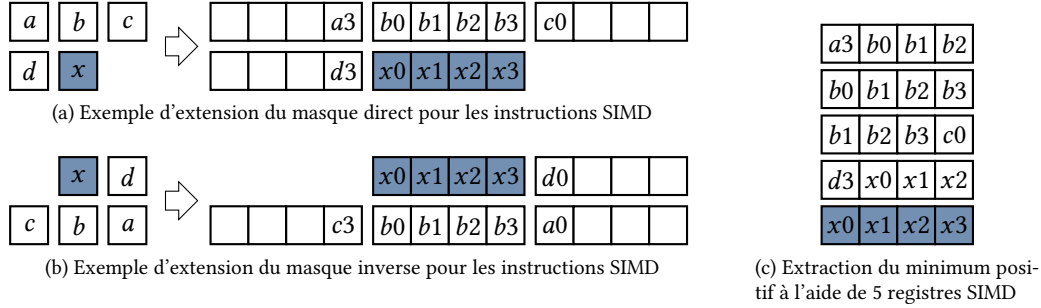 a b c a3 b0 b1 b2 b3 c0
d x d3 x0 x1 x2 x3
(a) Exemple d'extension du masque direct pour les instructions SIMD
x d x0 x1 x2 x3 d0
c b a c3 b0 b1 b2 b3 a0
(b) Exemple d'extension du masque inverse pour les instructions SIMD
a3 b0 b1 b2
b0 b1 b2 b3
b1 b2 b3 c0
d3 x0 x1 x2
x0 x1 x2 x3
(c) Extraction du minimum posi-
tif à l'aide de 5 registres SIMD